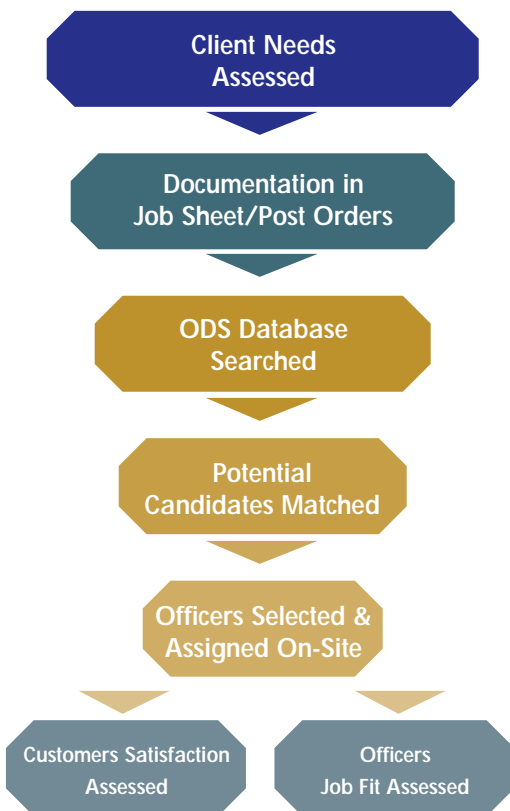 Client Needs
Assessed
Documentation in
Job Sheet/Post Orders
ODS Database
Searched
Potential
Candidates Matched
Officers Selected &
Assigned On-Site
Customers Satisfaction
Assessed
Officers
Job Fit Assessed